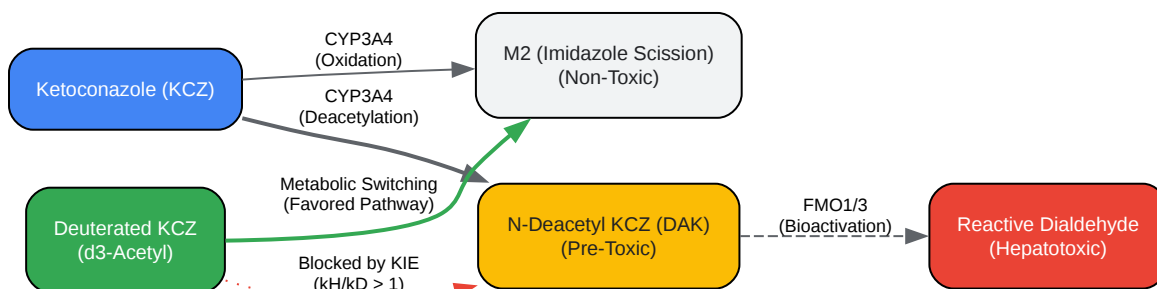 CYP3A4
(Oxidation)
M2 (Imidazole Scission)
(Non-Toxic)
Ketoconazole (KCZ)
CYP3A4
(Deacetylation)
Metabolic Switching
(Favored Pathway)
Deuterated KCZ
(d3-Acetyl)
N-Deacetyl KCZ (DAK)
(Pre-Toxic)
FMO1/3
(Bioactivation)
Reactive Dialdehyde
(Hepatotoxic)
Blocked by KIE
(kH/kD > 1)